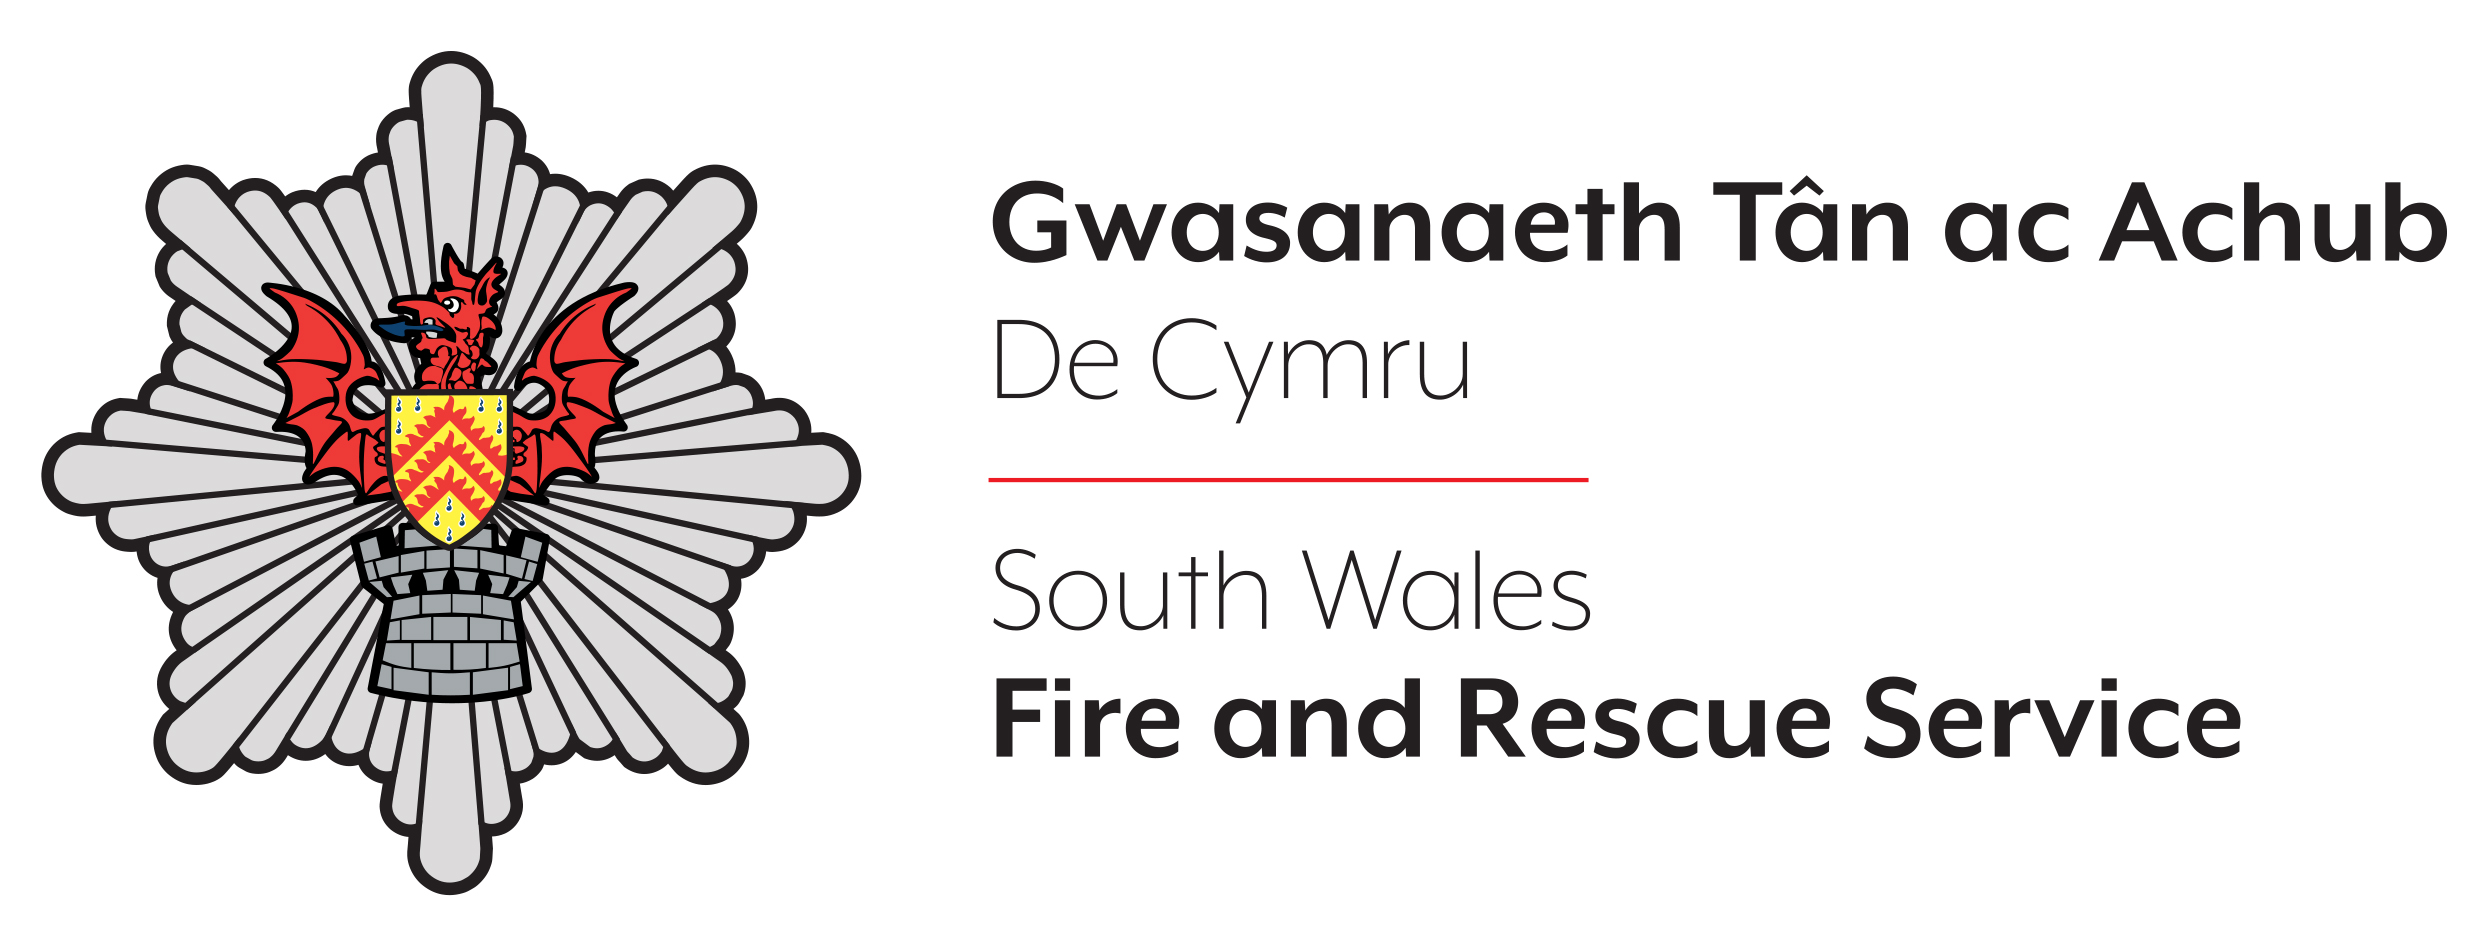 Gwasanaeth Tân ac Achub
De Cymru
South Wales
Fire and Rescue Service